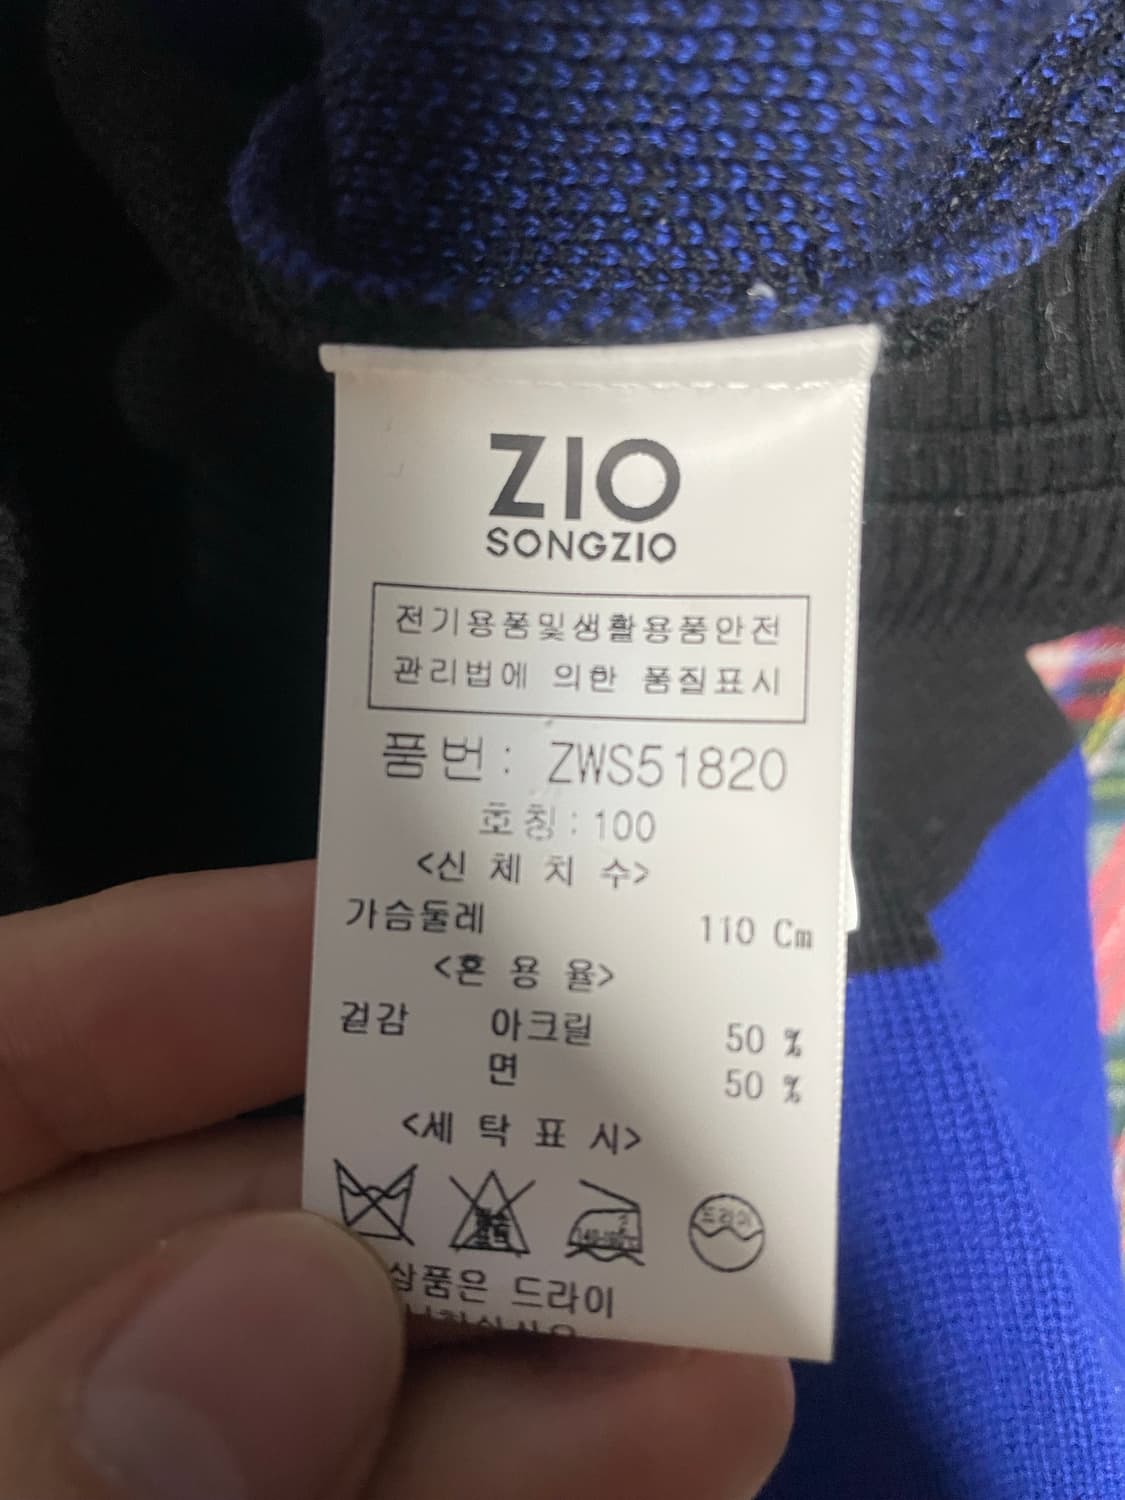 ZIO
SONGZIO
전기용품및생활용품안전
관리법에 의한 품질표시
품번: ZWS51820
호칭:100
<신 체 치 수>
가슴둘레 110 Cm
<혼 용 율>
겉감 아크릴 50 %
면 50 %
<세 탁 표 시>
드라이
상품은 드라이